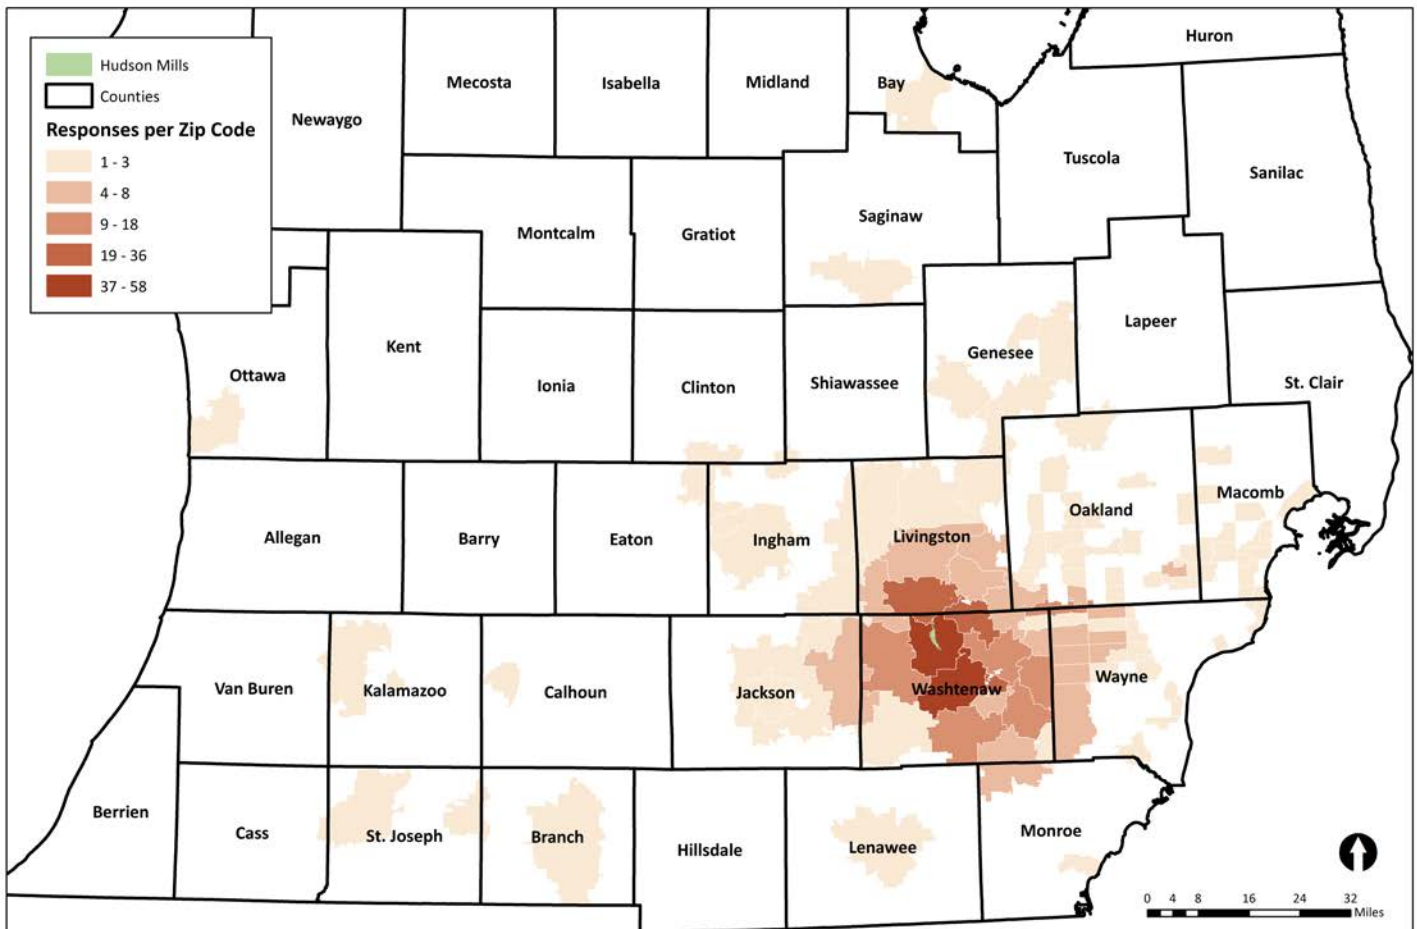 Hudson Mills
Counties
Responses per Zip Code
1 - 3
4 - 8
9 - 18
19 - 36
37 - 58
Huron
Mecosta
Isabella
Midland
Bay
Newaygo
Tuscola
Sanilac
Saginaw
Montcalm
Gratiot
Lapeer
Kent
Genesee
Ottawa
Ionia
Clinton
Shiawassee
St. Clair
Macomb
Oakland
Allegan
Barry
Eaton
Ingham
Livingston
Van Buren
Kalamazoo
Calhoun
Jackson
Washtenaw
Wayne
Berrien
Cass
St. Joseph
Branch
Hillsdale
Lenawee
Monroe
0 4 8 16 24 32
Miles